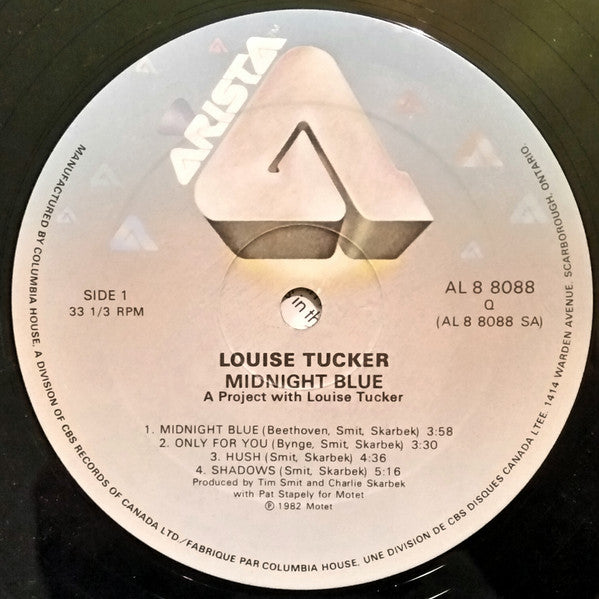 ARISTA
SIDE 1
33 1/3 RPM
AL 8 8088
Q
(AL 8 8088 SA)
in th
LOUISE TUCKER
MIDNIGHT BLUE
A Project with Louise Tucker
1. MIDNIGHT BLUE (Beethoven, Smit, Skarbek) 3:58
2. ONLY FOR YOU (Bynge, Smit, Skarbek) 3:30
3. HUSH (Smit, Skarbek) 4:36
4. SHADOWS (Smit, Skarbek) 5:16
Produced by Tim Smit and Charlie Skarbek
with Pat Stapely for Motet
℗ 1982 Motet
MANUFACTURED BY COLUMBIA HOUSE. A DIVISION OF CBS RECORDS OF CANADA LTD./FABRIQUE PAR COLUMBIA HOUSE. UNE DIVISION DE CBS DISQUES CANADA LTEE. 1414 WARDEN AVENUE, SCARBOROUGH, ONTARIO.